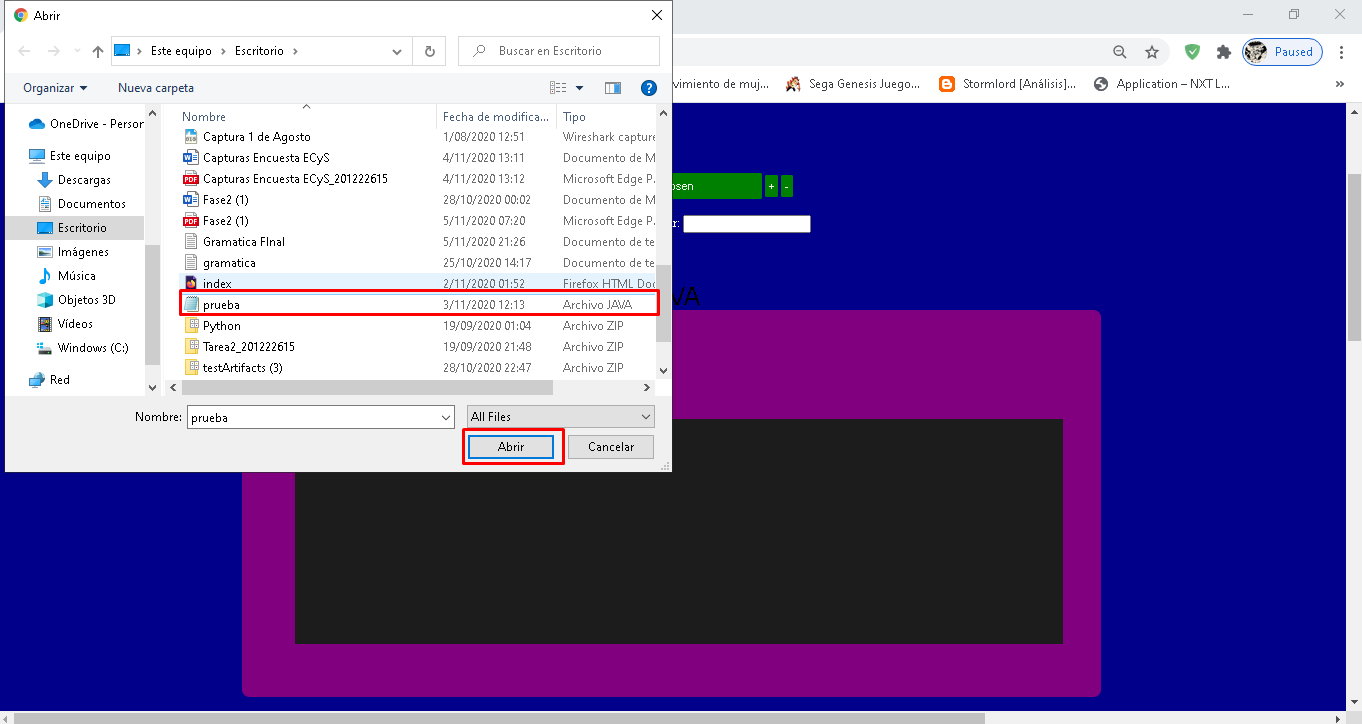 Abrir
Este equipo > Escritorio >
Buscar en Escritorio
Paused
Organizar
Nueva carpeta
vimiento de muj...
Sega Genesis Juego...
Stormlord [Análisis]...
Application – NXT L...
»
OneDrive - Person
Este equipo
Descargas
Documentos
Escritorio
Imágenes
Música
Objetos 3D
Vídeos
Windows (C:)
Red
Nombre Fecha de modifica... Tipo
Captura 1 de Agosto 1/08/2020 12:51 Wireshark capture
Capturas Encuesta ECyS 4/11/2020 13:11 Documento de M
Capturas Encuesta ECyS_201222615 4/11/2020 13:12 Microsoft Edge P
Fase2 (1) 28/10/2020 00:02 Documento de M
Fase2 (1) 5/11/2020 07:20 Microsoft Edge P
Gramatica FInal 5/11/2020 21:26 Documento de te
gramatica 25/10/2020 14:17 Documento de te
index 2/11/2020 01:52 Firefox HTML Doc
prueba 3/11/2020 12:13 Archivo JAVA
Python 19/09/2020 01:04 Archivo ZIP
Tarea2_201222615 19/09/2020 21:48 Archivo ZIP
testArtifacts (3) 28/10/2020 22:47 Archivo ZIP
Nombre: prueba
All Files
Abrir
Cancelar
osen
+
-
r:
VA